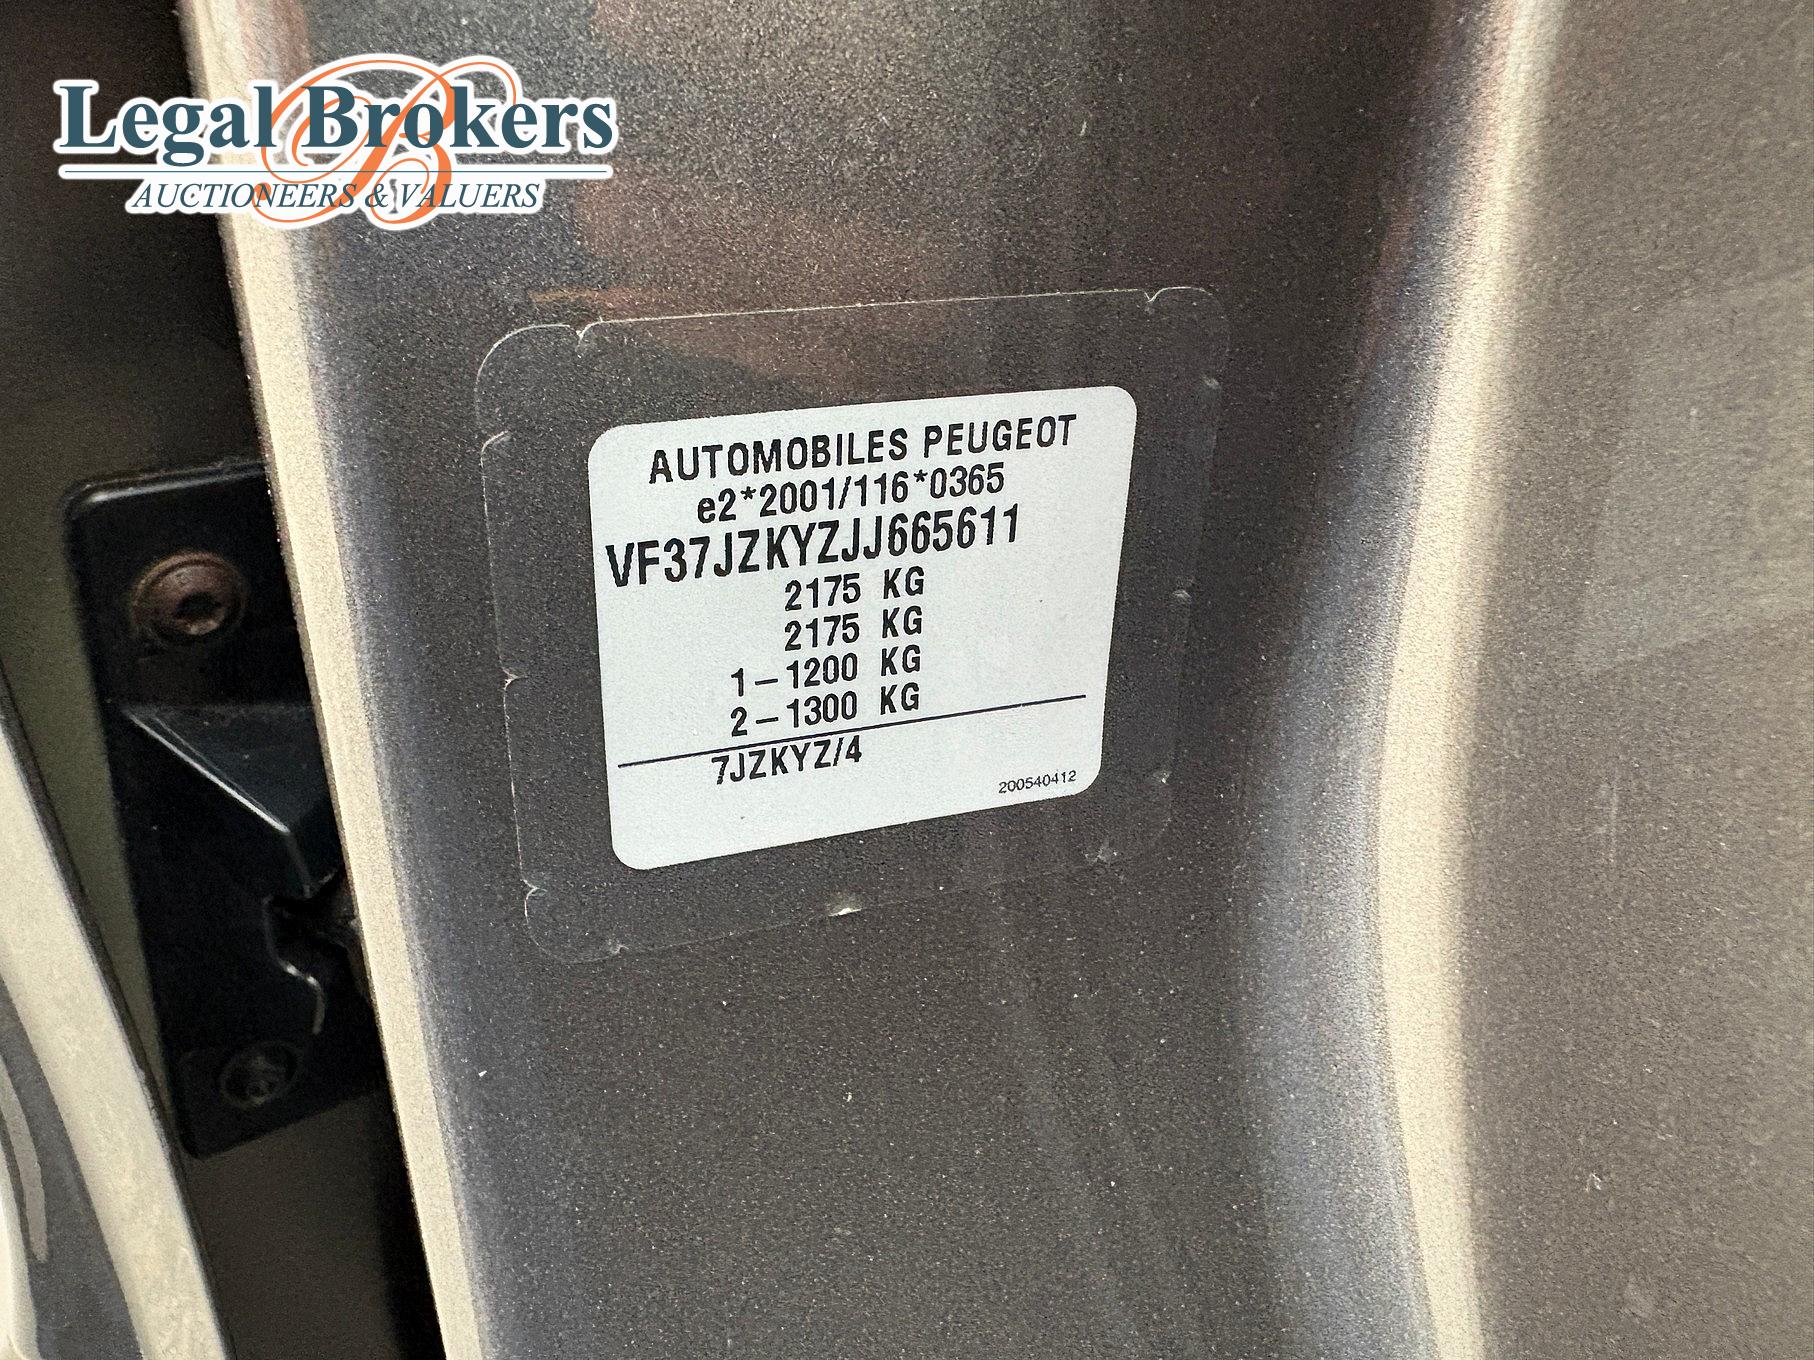 Legal Brokers
AUCTIONEERS & VALUERS
AUTOMOBILES PEUGEOT
e2*2001/116*0365
VF37JZKYZJJ665611
2175 KG
2175 KG
1–1200 KG
2–1300 KG
7JZKYZ/4
200540412